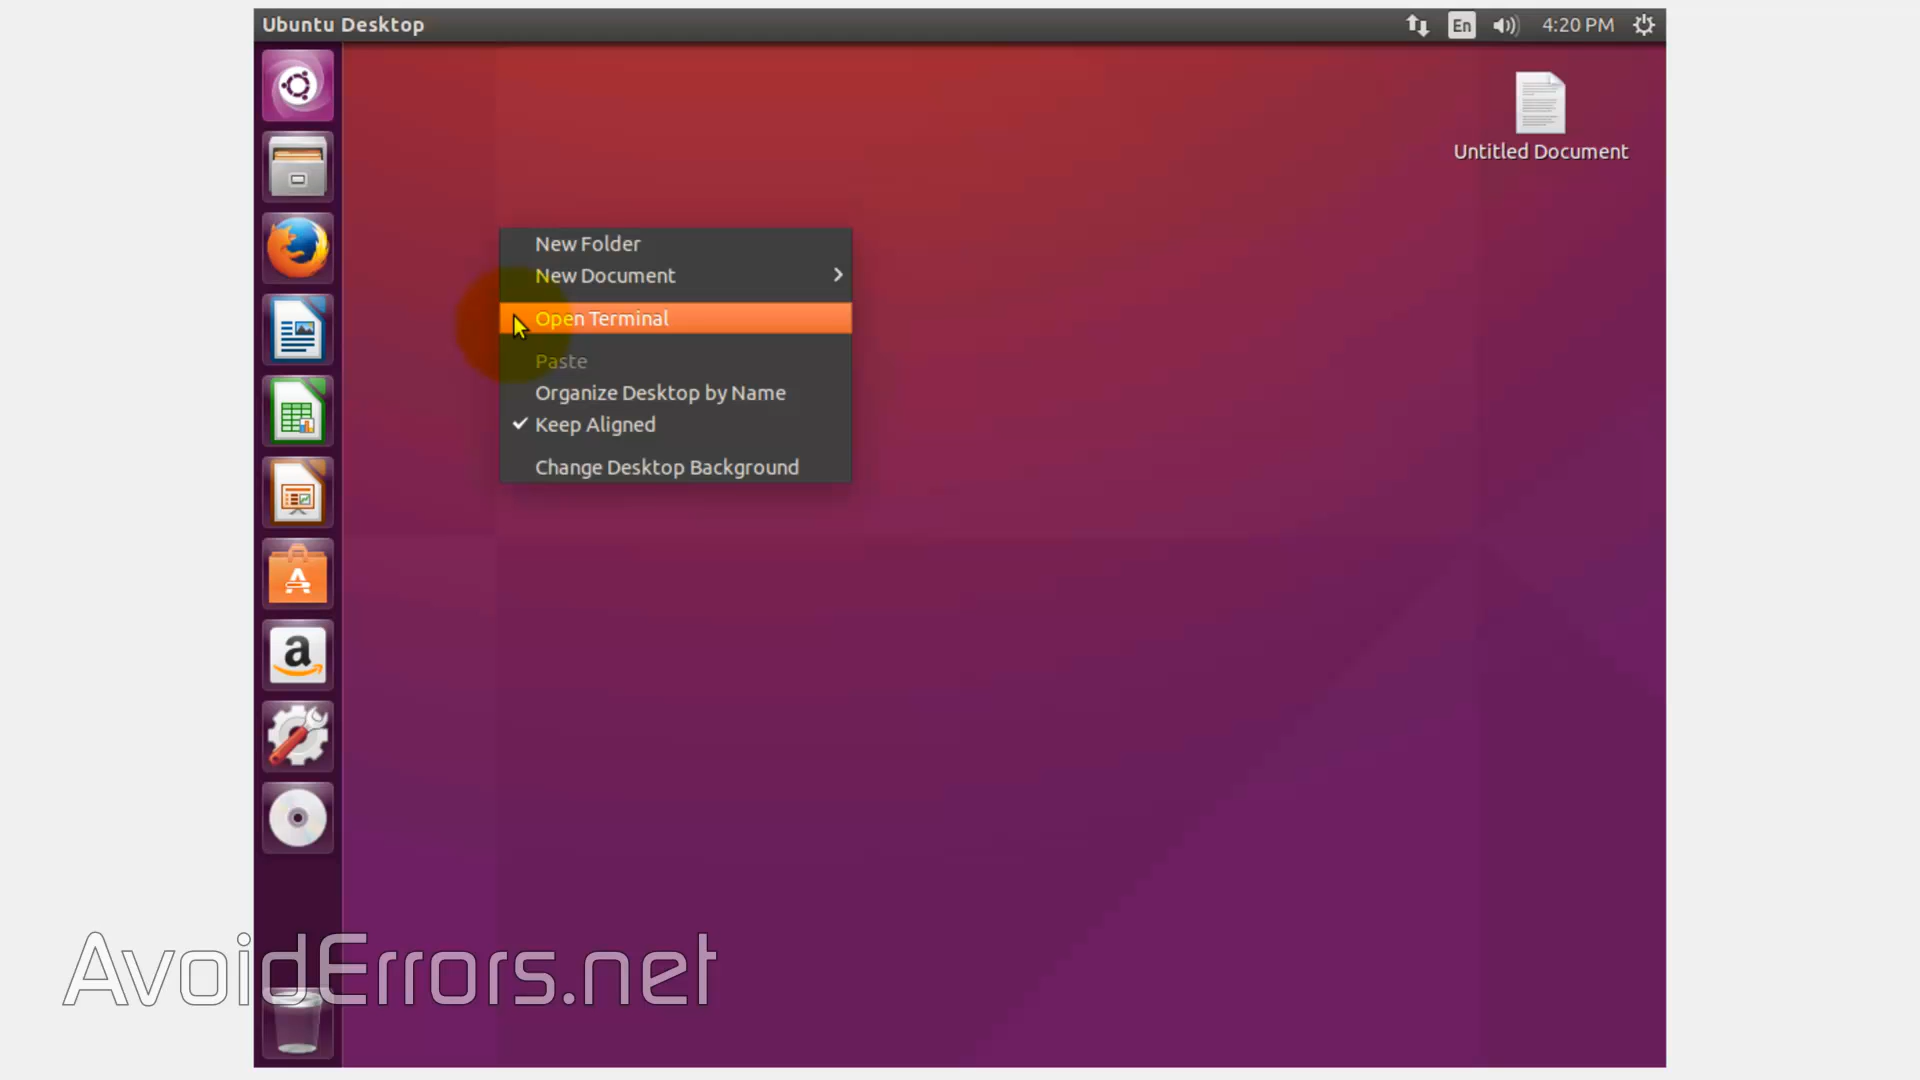 Ubuntu Desktop
En
4:20 PM
Untitled Document
New Folder
New Document
Open Terminal
Paste
Organize Desktop by Name
Keep Aligned
Change Desktop Background
a
AvoidErrors.net